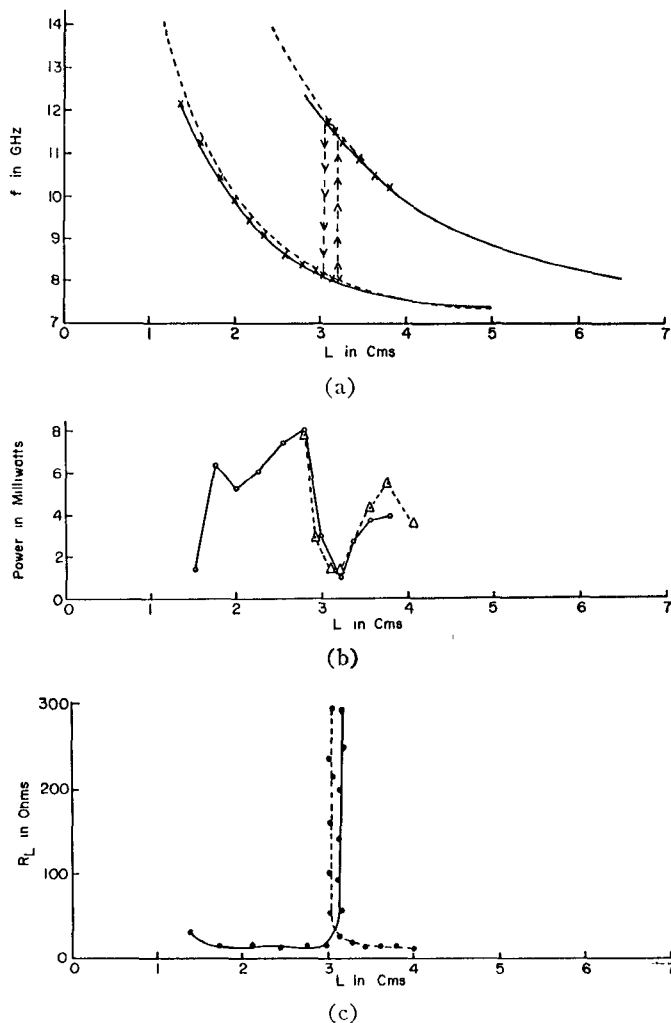 14
13
12
11
10
9
8
7
f in GHz
0 1 2 3 4 5 6 7
L in Cms
(a)
8
6
4
2
0
Power in Milliwatts
0 1 2 3 4 5 6 7
L in Cms
(b)
300
200
100
0
R_L in Ohms
0 1 2 3 4 5 6 7
L in Cms
(c)